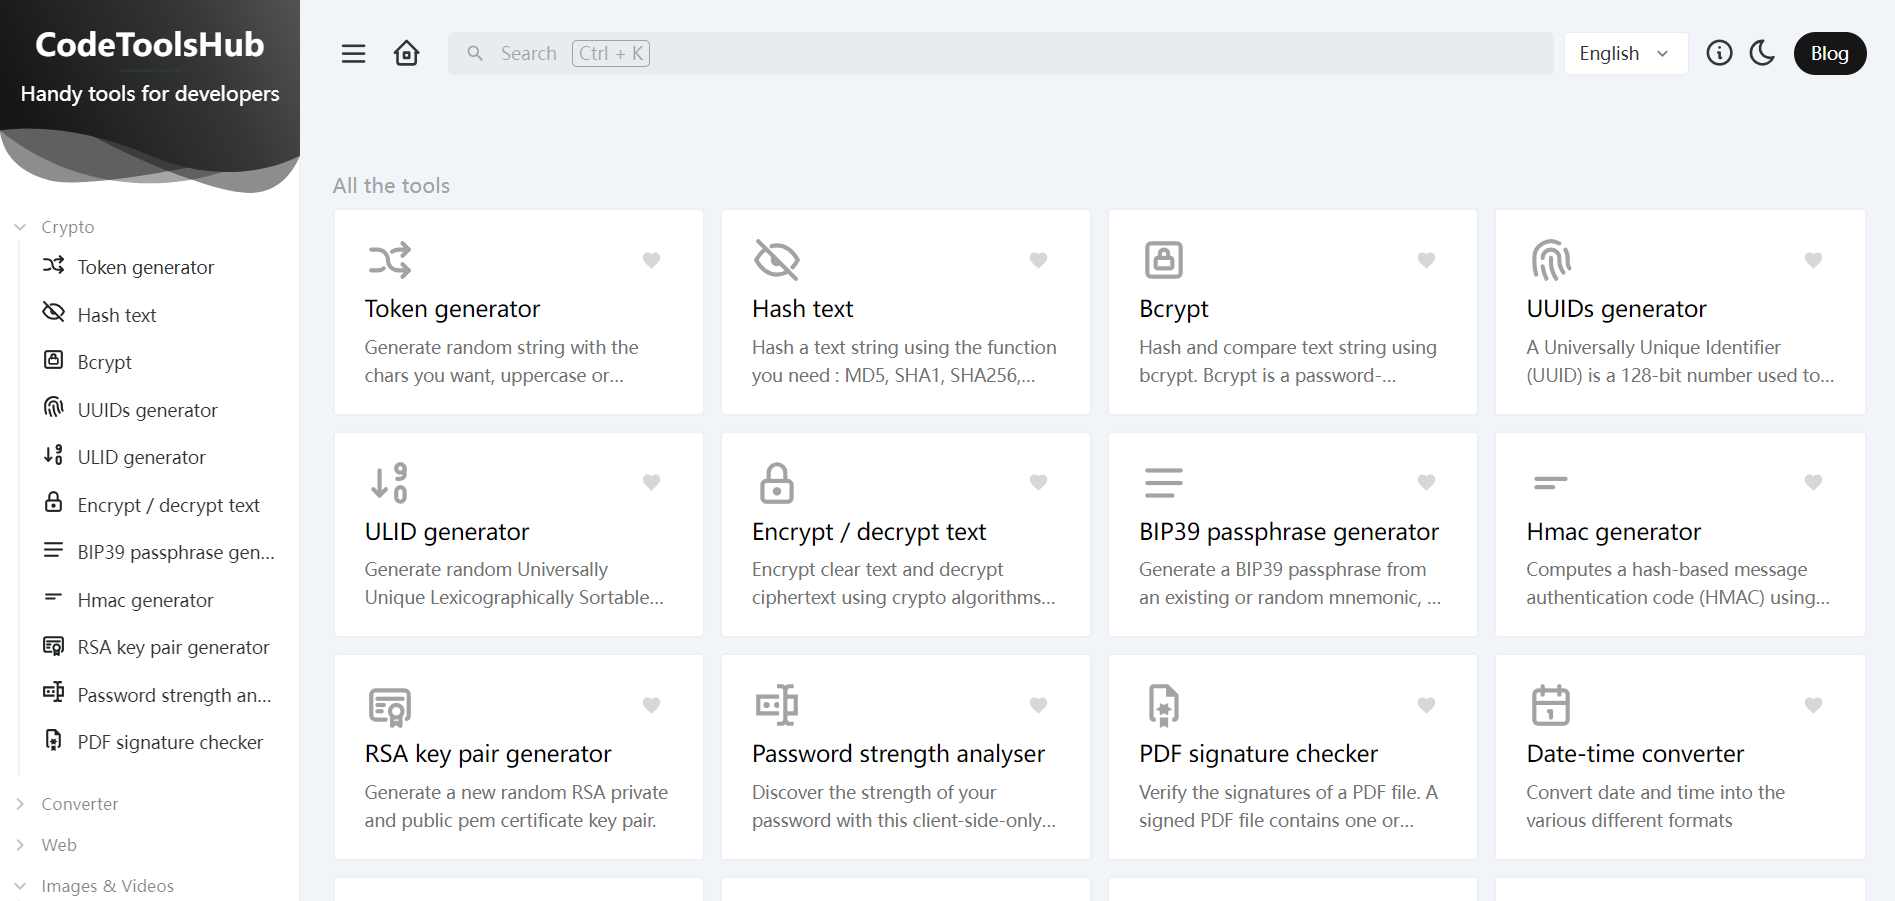 CodeToolsHub
Handy tools for developers
Crypto
Token generator
Hash text
Bcrypt
UUIDs generator
ULID generator
Encrypt / decrypt text
BIP39 passphrase gen...
Hmac generator
RSA key pair generator
Password strength an...
PDF signature checker
Converter
Web
Images & Videos
Search Ctrl + K
English
Blog
All the tools
Token generator
Generate random string with the
chars you want, uppercase or...
Hash text
Hash a text string using the function
you need : MD5, SHA1, SHA256,...
Bcrypt
Hash and compare text string using
bcrypt. Bcrypt is a password-...
UUIDs generator
A Universally Unique Identifier
(UUID) is a 128-bit number used to...
ULID generator
Generate random Universally
Unique Lexicographically Sortable...
Encrypt / decrypt text
Encrypt clear text and decrypt
ciphertext using crypto algorithms...
BIP39 passphrase generator
Generate a BIP39 passphrase from
an existing or random mnemonic, ...
Hmac generator
Computes a hash-based message
authentication code (HMAC) using...
RSA key pair generator
Generate a new random RSA private
and public pem certificate key pair.
Password strength analyser
Discover the strength of your
password with this client-side-only...
PDF signature checker
Verify the signatures of a PDF file. A
signed PDF file contains one or...
Date-time converter
Convert date and time into the
various different formats